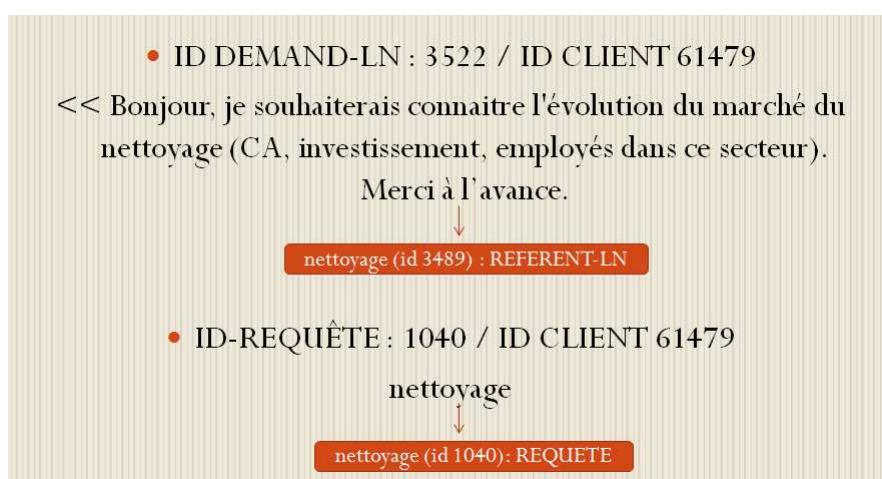 • ID DEMAND-LN : 3522 / ID CLIENT 61479
<< Bonjour, je souhaiterais connaitre l'évolution du marché du
nettoyage (CA, investissement, employés dans ce secteur).
Merci à l'avance.
nettoyage (id 3489) : REFERENT-LN
• ID-REQUÊTE : 1040 / ID CLIENT 61479
nettoyage
nettoyage (id 1040): REQUETE